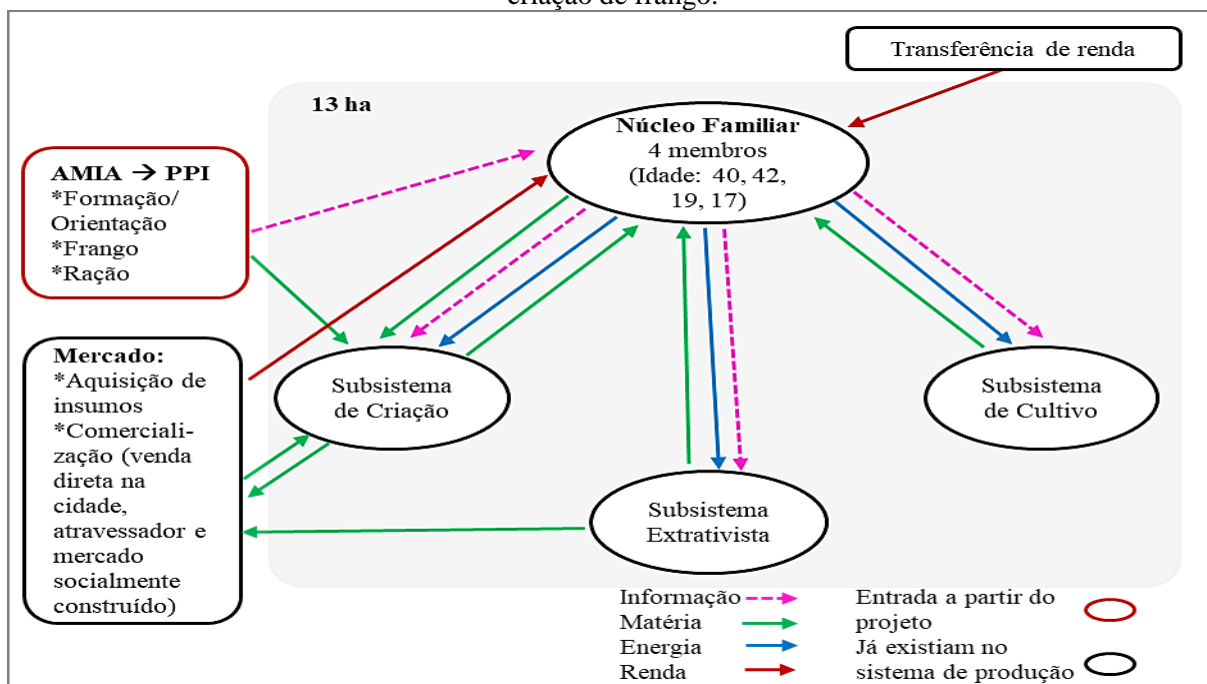 criação de frango.
Transferência de renda
13 ha
Núcleo Familiar
4 membros
(Idade: 40, 42,
19, 17)
AMIA → PPI
*Formação/
Orientação
*Frango
*Ração
Mercado:
*Aquisição de
insumos
*Comerciali-
zação (venda
direta na
cidade,
atravessador e
mercado
socialmente
construído)
Subsistema
de Criação
Subsistema
de Cultivo
Subsistema
Extrativista
Informação
Matéria
Energia
Renda
Entrada a partir do
projeto
Já existiam no
sistema de produção